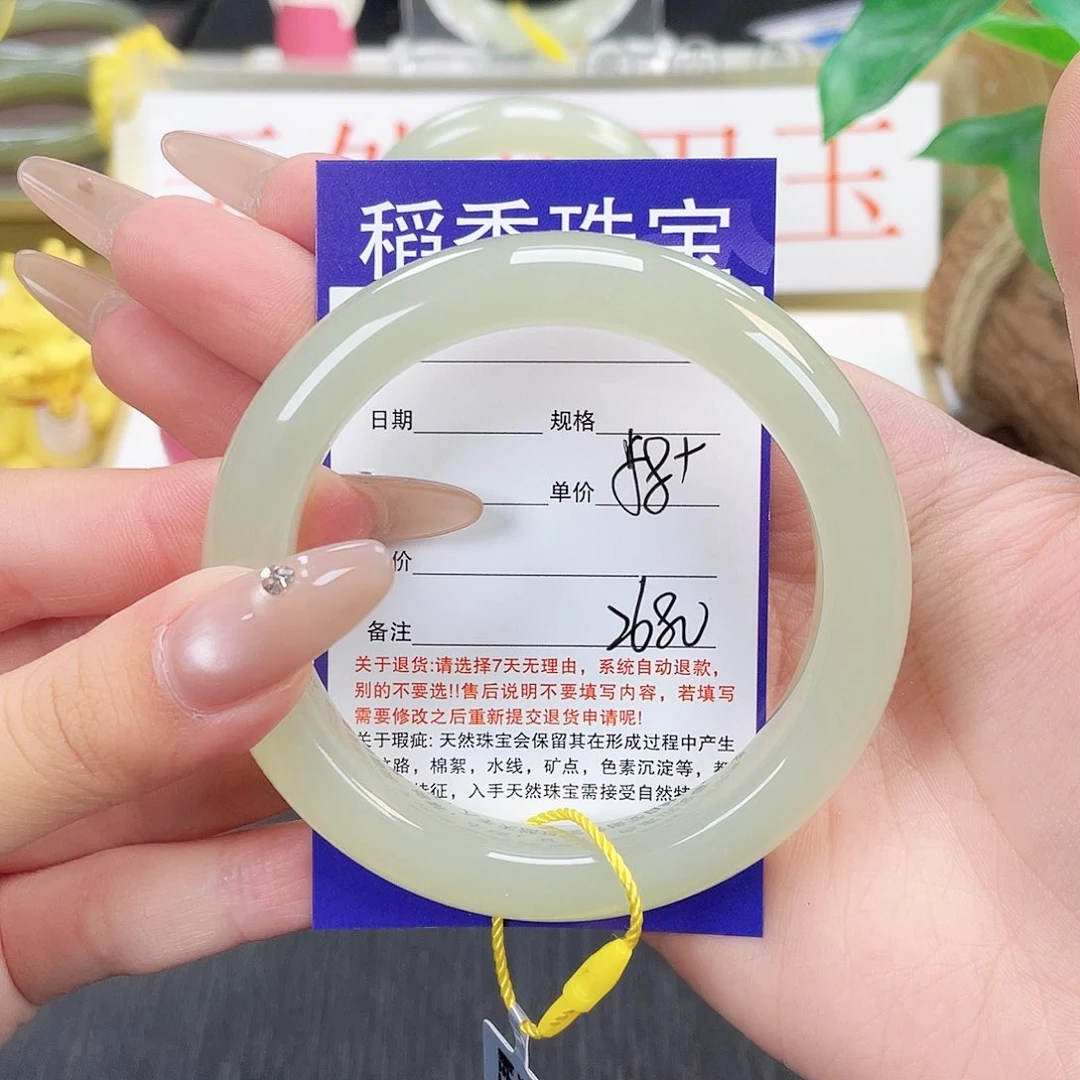 玉
稻香珠宝
日期 规格
单价 58+
价
备注 2680
关于退货:请选择7天无理由，系统自动退款，
别的不要选!!售后说明不要填写内容，若填写
需要修改之后重新提交退货申请呢!
关于瑕疵: 天然珠宝会保留其在形成过程中产生
路，棉絮，水线，矿点，色素沉淀等，
特征，入手天然珠宝需接受自然特